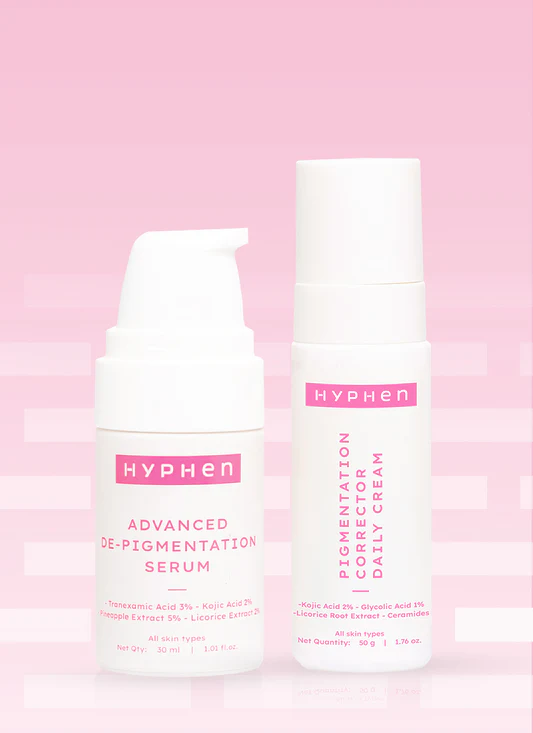 HYPHEN
ADVANCED
DE-PIGMENTATION
SERUM
- Tranexamic Acid 3% - Kojic Acid 2%
- Pineapple Extract 5% - Licorice Extract 2%
All skin types
Net Qty: 30 ml | 1.01 fl.oz.
HYPHEN
PIGMENTATION
CORRECTOR
DAILY CREAM
-Kojic Acid 2% - Glycolic Acid 1%
-Licorice Root Extract - Ceramides
All skin types
Net Quantity: 50 g | 1.76 oz.